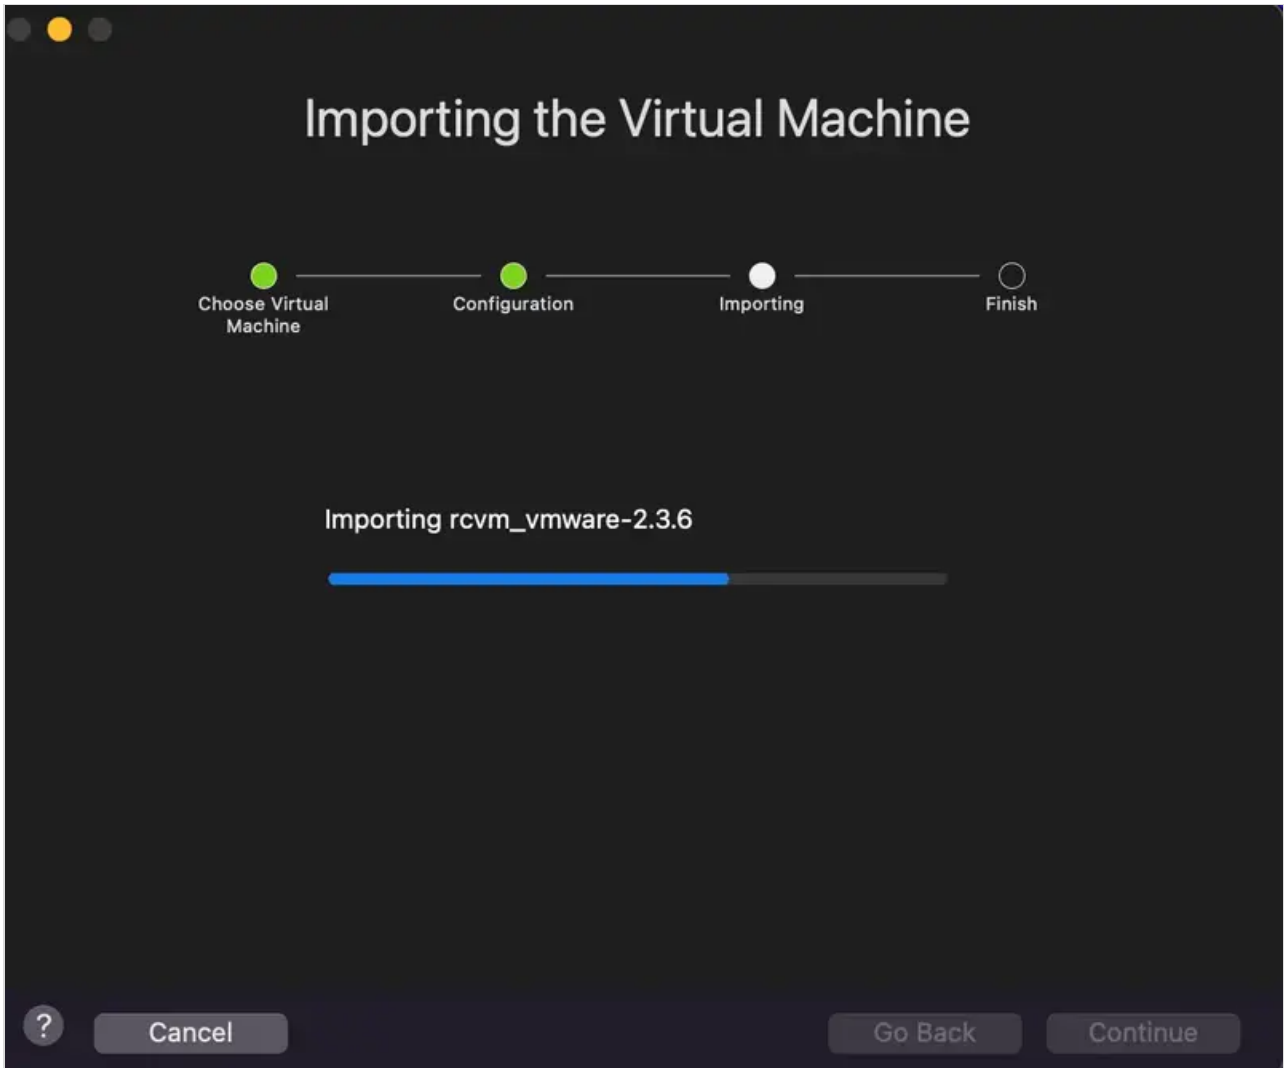 Importing the Virtual Machine
Choose Virtual
Machine
Configuration
Importing
Finish
Importing rcvm_vmware-2.3.6
?
Cancel
Go Back
Continue